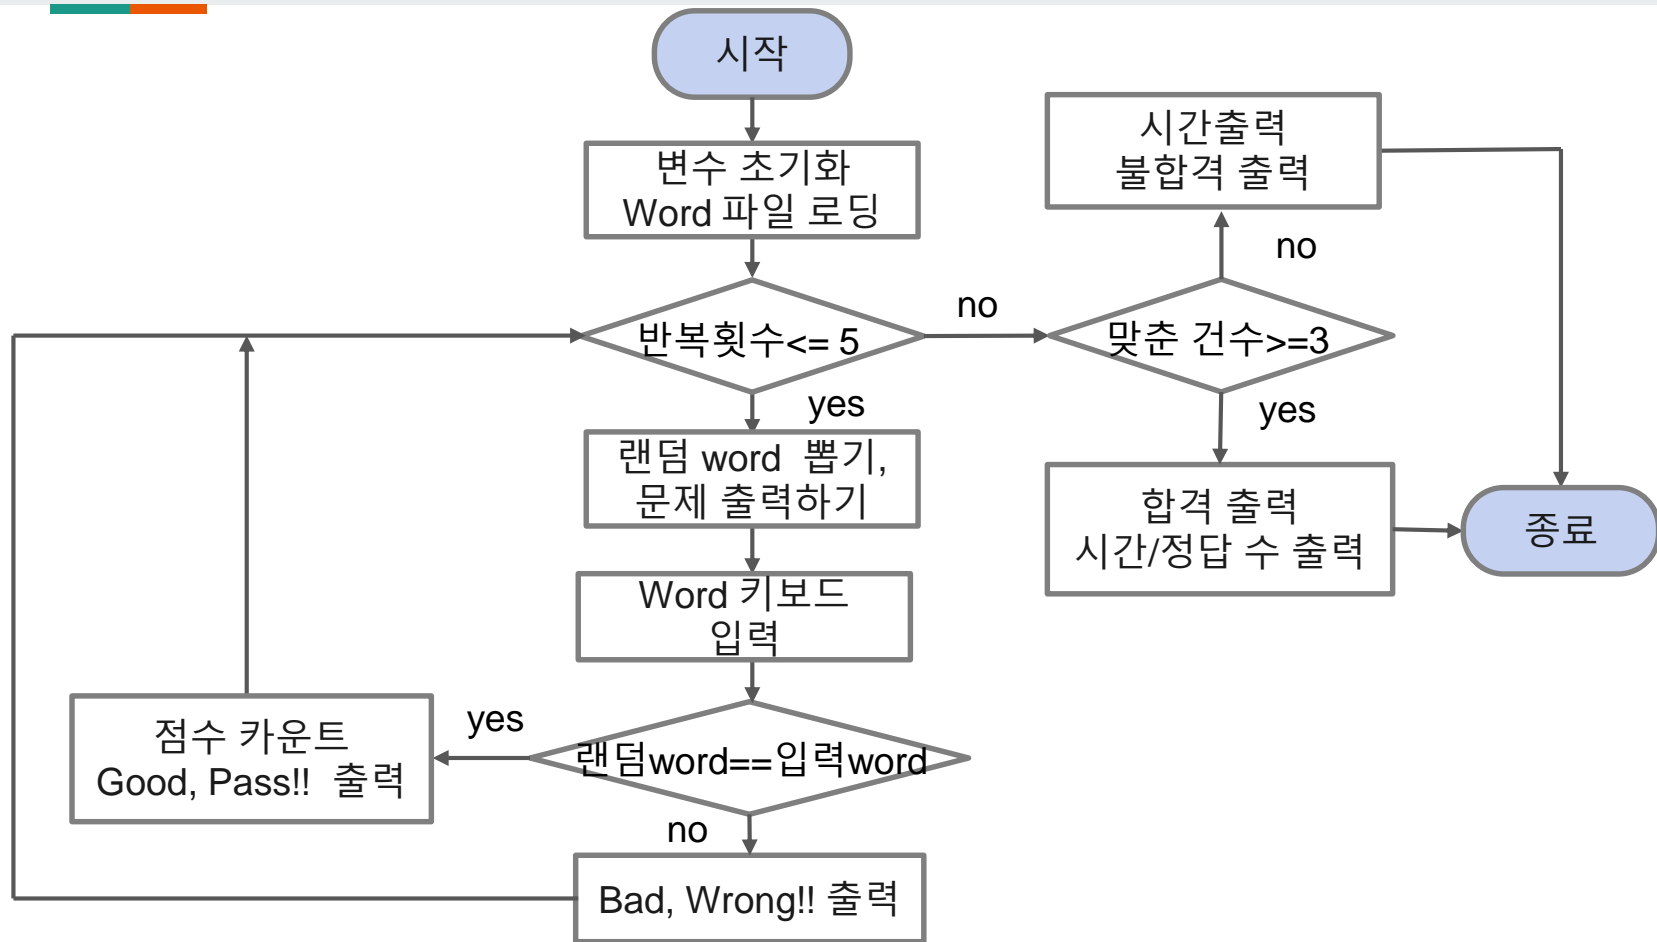 시작
변수 초기화
Word 파일 로딩
반복횟수<= 5
no
yes
랜덤 word 뽑기,
문제 출력하기
Word 키보드
입력
랜덤word==입력word
yes
점수 카운트
Good, Pass!! 출력
no
Bad, Wrong!! 출력
맞춘 건수>=3
no
시간출력
불합격 출력
yes
합격 출력
시간/정답 수 출력
종료